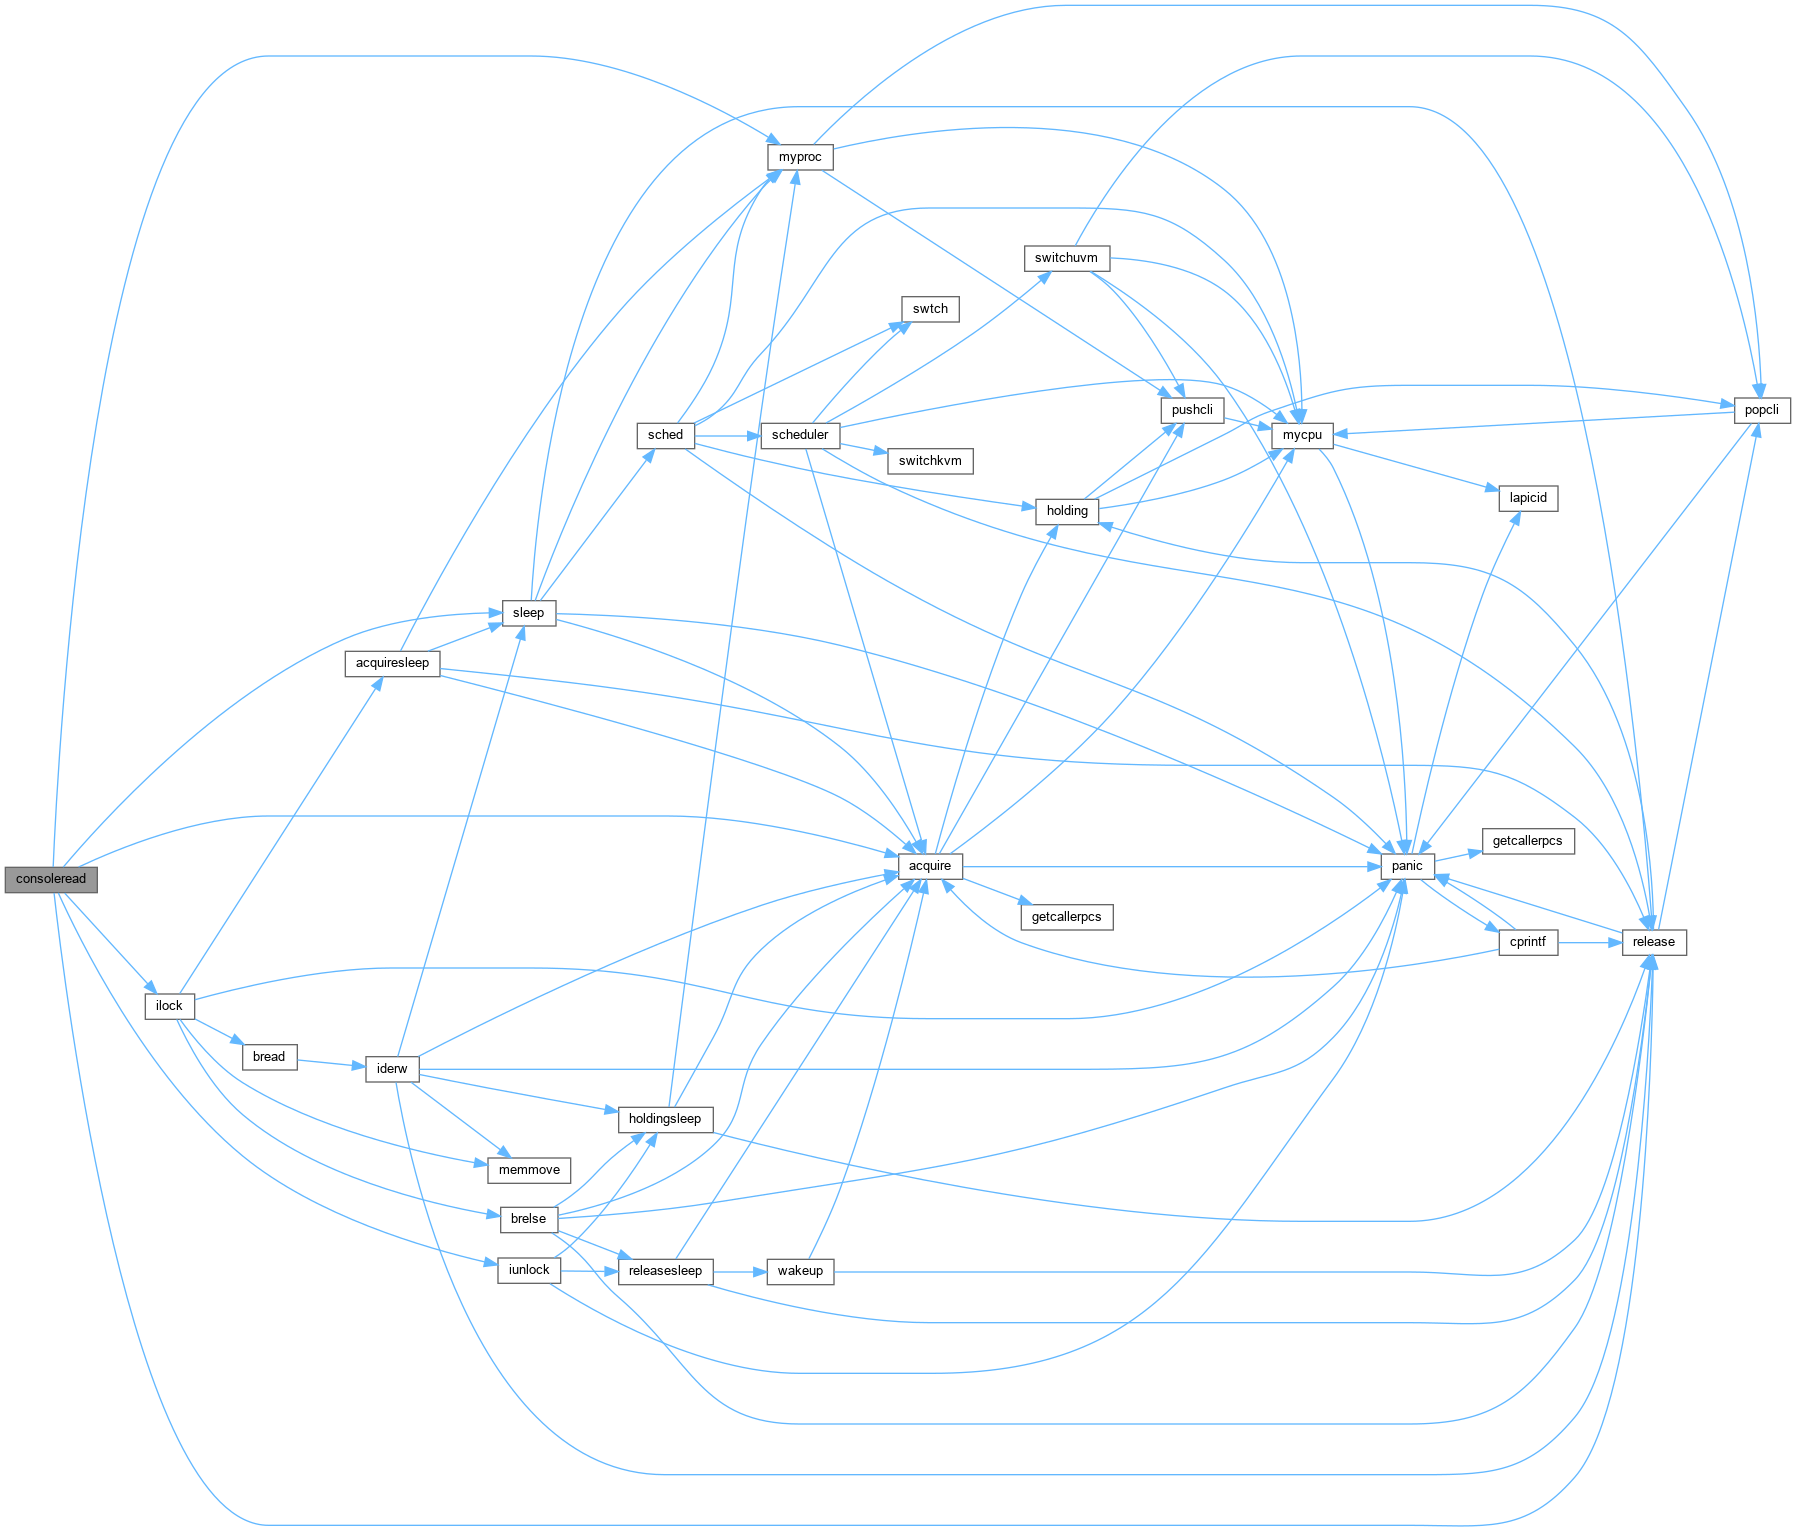 myproc
switchuvm
swtch
pushcli
popcli
sched
scheduler
mycpu
switchkvm
lapicid
holding
sleep
acquiresleep
getcallerpcs
consoleread
acquire
panic
getcallerpcs
cprintf
release
ilock
bread
iderw
holdingsleep
memmove
brelse
iunlock
releasesleep
wakeup